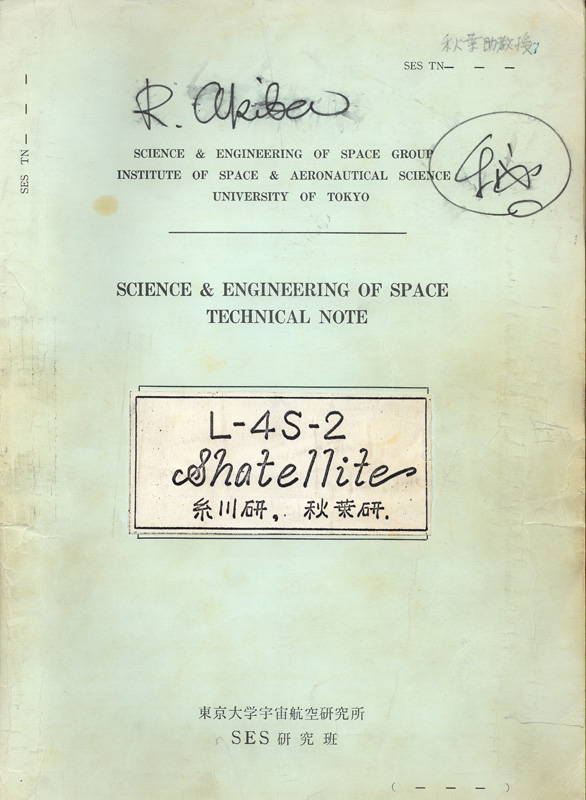 秋葉助教授
SES TN— — —
R. Akiba
SCIENCE & ENGINEERING OF SPACE GROUP
INSTITUTE OF SPACE & AERONAUTICAL SCIENCE
UNIVERSITY OF TOKYO
SES TN — — —
SCIENCE & ENGINEERING OF SPACE
TECHNICAL NOTE
L-4S-2
Shatellite
糸川研, 秋葉研.
東京大学宇宙航空研究所
SES 研究班
( — — — )